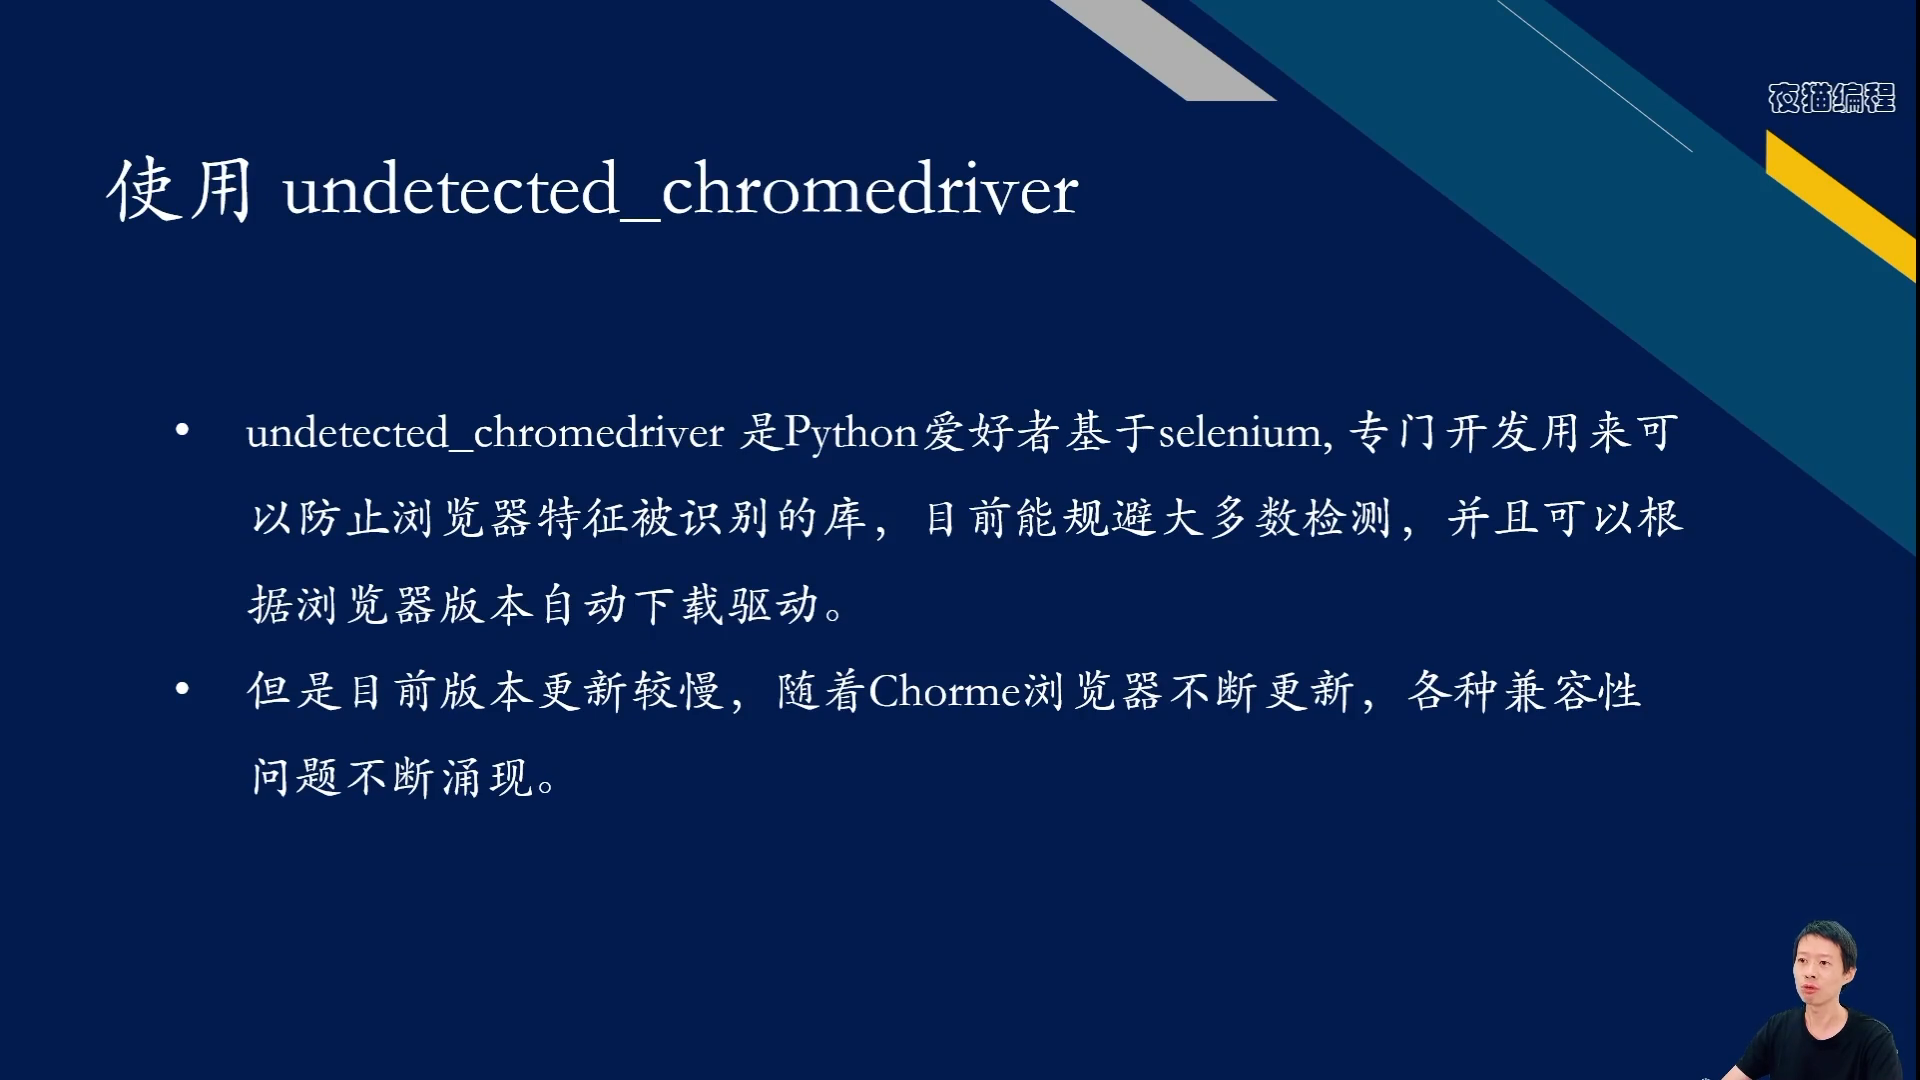 夜猫编程
使用 undetected_chromedriver
• undetected_chromedriver 是Python爱好者基于selenium, 专门开发用来可
以防止浏览器特征被识别的库，目前能规避大多数检测，并且可以根
据浏览器版本自动下载驱动。
• 但是目前版本更新较慢，随着Chorme浏览器不断更新，各种兼容性
问题不断涌现。